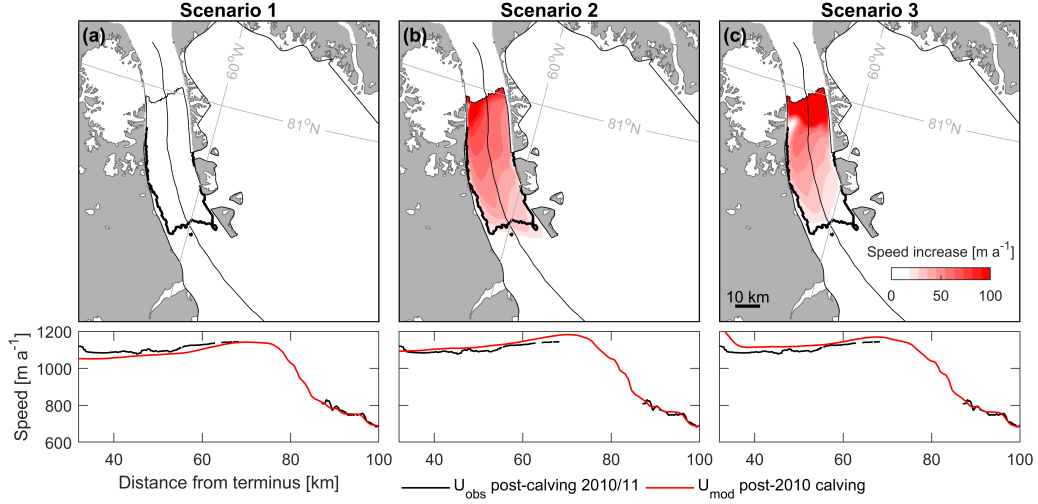 Scenario 1
Scenario 2
Scenario 3
(a)
60°N
81°N
(b)
60°N
81°N
(c)
60°N
81°N
Speed increase [m a⁻¹]
0 50 100
10 km
Speed [m a⁻¹]
1200
1000
800
600
40 60 80 100
40 60 80 100
40 60 80 100
Distance from terminus [km]
U_obs post-calving 2010/11
U_mod post-2010 calving